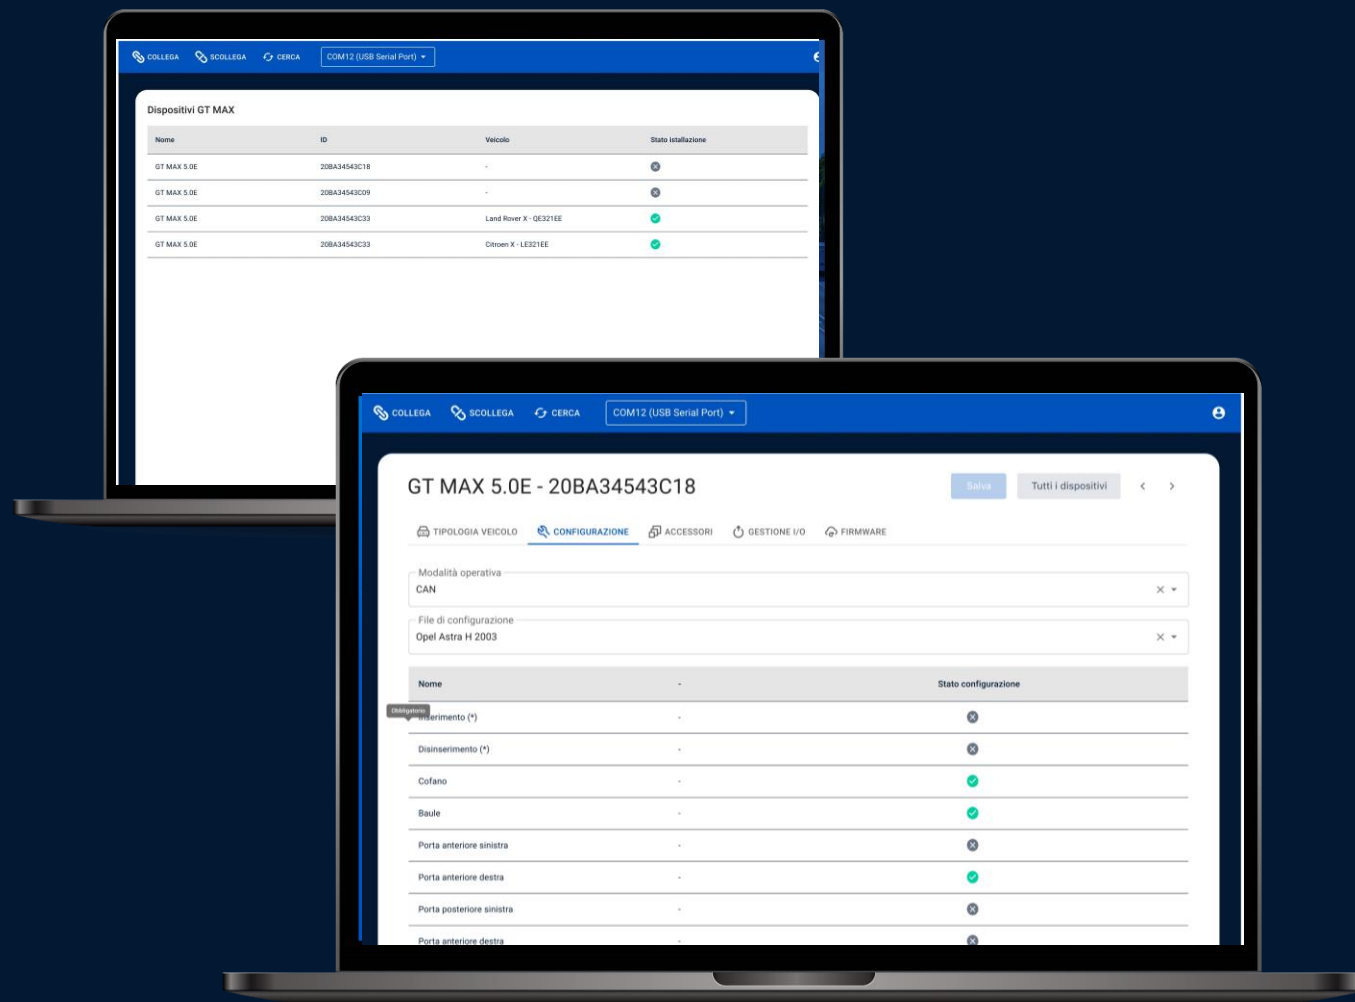 COLLEGA SCOLLEGA CERCA COM12 (USB Serial Port)
Dispositivi GT MAX
Nome ID Veicolo Stato istallazione
GT MAX 5.0E 20BA34543C18 -
GT MAX 5.0E 20BA34543C09 -
GT MAX 5.0E 20BA34543C33 Land Rover X - QE321EE
GT MAX 5.0E 20BA34543C33 Citroen X - LE321EE
COLLEGA SCOLLEGA CERCA COM12 (USB Serial Port)
GT MAX 5.0E - 20BA34543C18 Salva Tutti i dispositivi
TIPOLOGIA VEICOLO CONFIGURAZIONE ACCESSORI GESTIONE I/O FIRMWARE
Modalità operativa
CAN
File di configurazione
Opel Astra H 2003
Nome - Stato configurazione
Obbligatorio
Inserimento (*) -
Disinserimento (*) -
Cofano -
Baule -
Porta anteriore sinistra -
Porta anteriore destra -
Porta posteriore sinistra -
Porta anteriore destra -